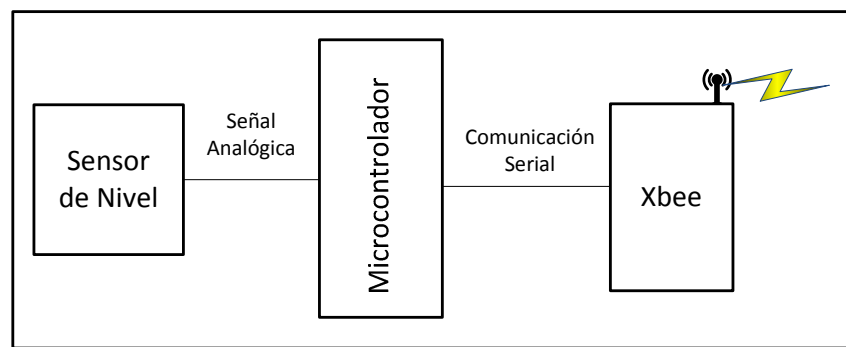 Sensor
de Nivel
Señal
Analógica
Microcontrolador
Comunicación
Serial
Xbee